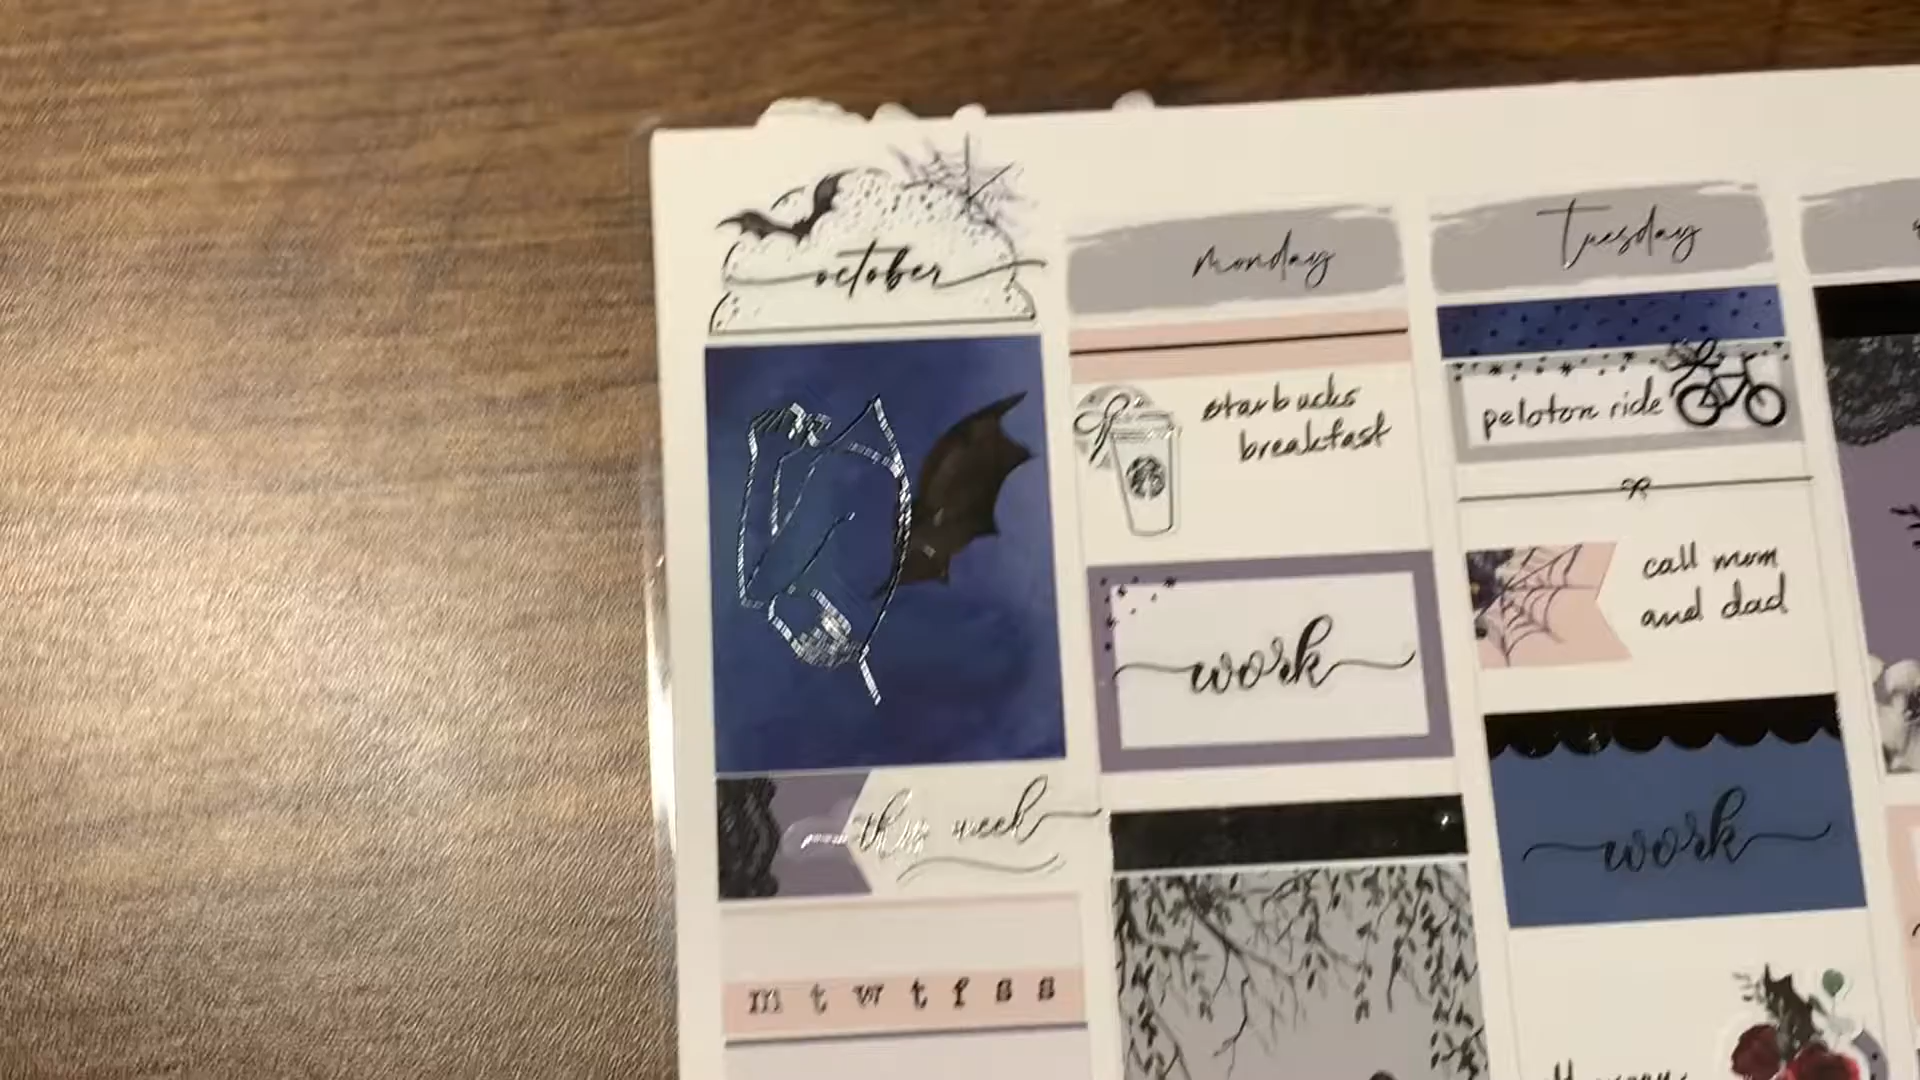 october
monday
Tuesday
starbucks
breakfast
peloton ride
call mom
and dad
work
work
this week
m t w t f s s